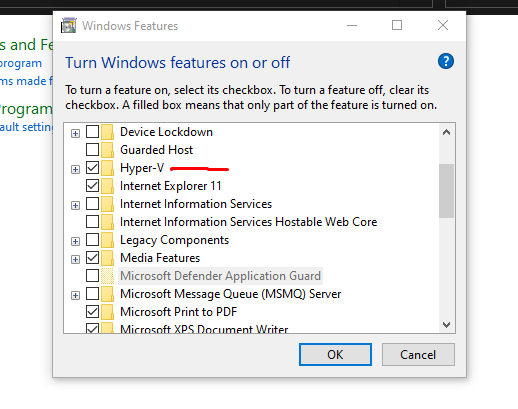 Windows Features
s and Fe
program
ms made f
Program
ault setting
Turn Windows features on or off
To turn a feature on, select its checkbox. To turn a feature off, clear its
checkbox. A filled box means that only part of the feature is turned on.
Device Lockdown
Guarded Host
Hyper-V
Internet Explorer 11
Internet Information Services
Internet Information Services Hostable Web Core
Legacy Components
Media Features
Microsoft Defender Application Guard
Microsoft Message Queue (MSMQ) Server
Microsoft Print to PDF
Microsoft XPS Document Writer
OK
Cancel